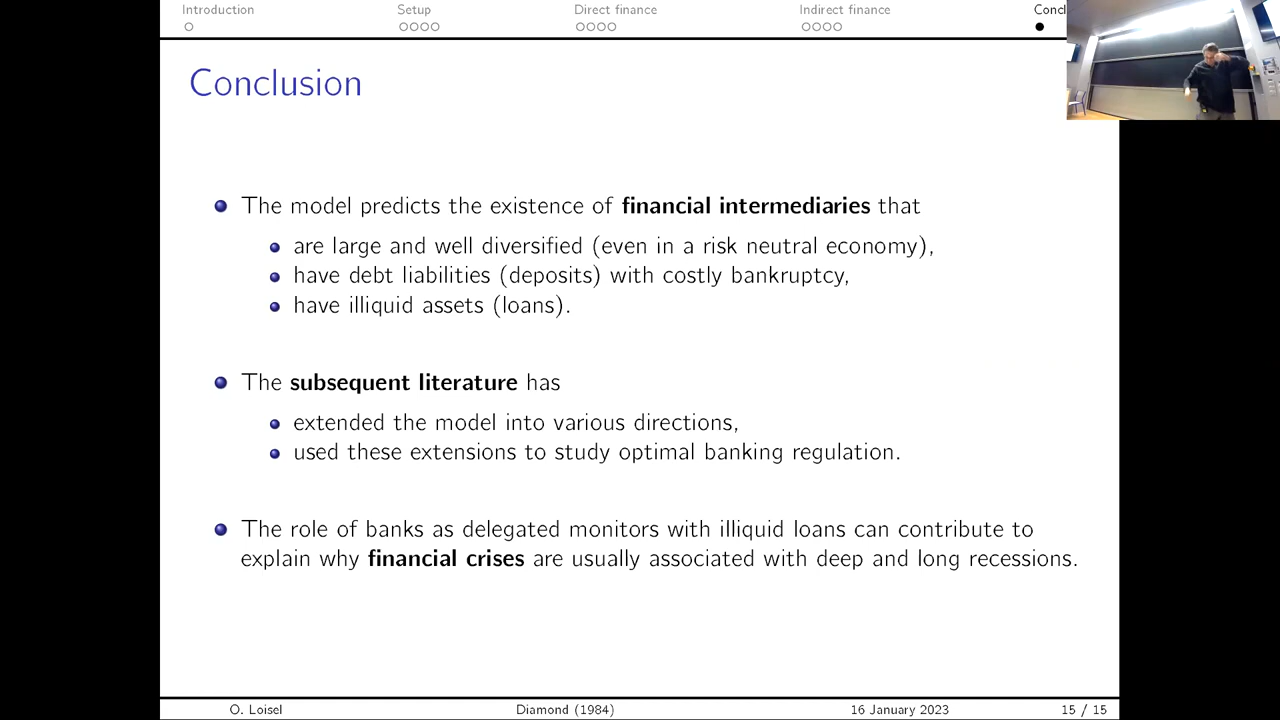 Introduction Setup Direct finance Indirect finance Concl
Conclusion
The model predicts the existence of financial intermediaries that
are large and well diversified (even in a risk neutral economy),
have debt liabilities (deposits) with costly bankruptcy,
have illiquid assets (loans).
The subsequent literature has
extended the model into various directions,
used these extensions to study optimal banking regulation.
The role of banks as delegated monitors with illiquid loans can contribute to
explain why financial crises are usually associated with deep and long recessions.
O. Loisel Diamond (1984) 16 January 2023 15 / 15